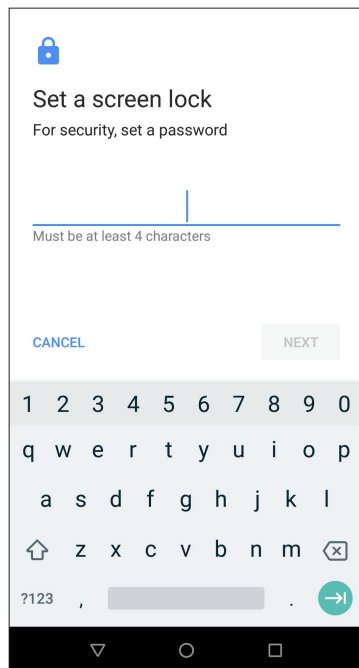 Set a screen lock
For security, set a password
Must be at least 4 characters
CANCEL NEXT
1 2 3 4 5 6 7 8 9 0
q w e r t y u i o p
a s d f g h j k l
z x c v b n m
?123 , .